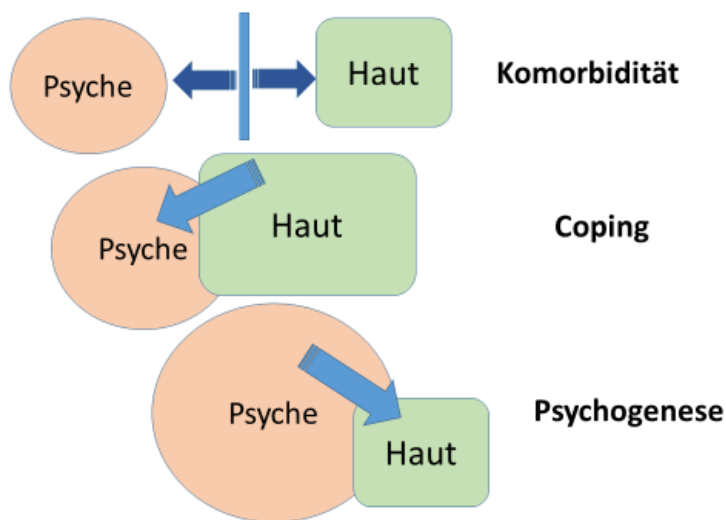 Psyche
Haut
Komorbidität
Psyche
Haut
Coping
Psyche
Haut
Psychogenese